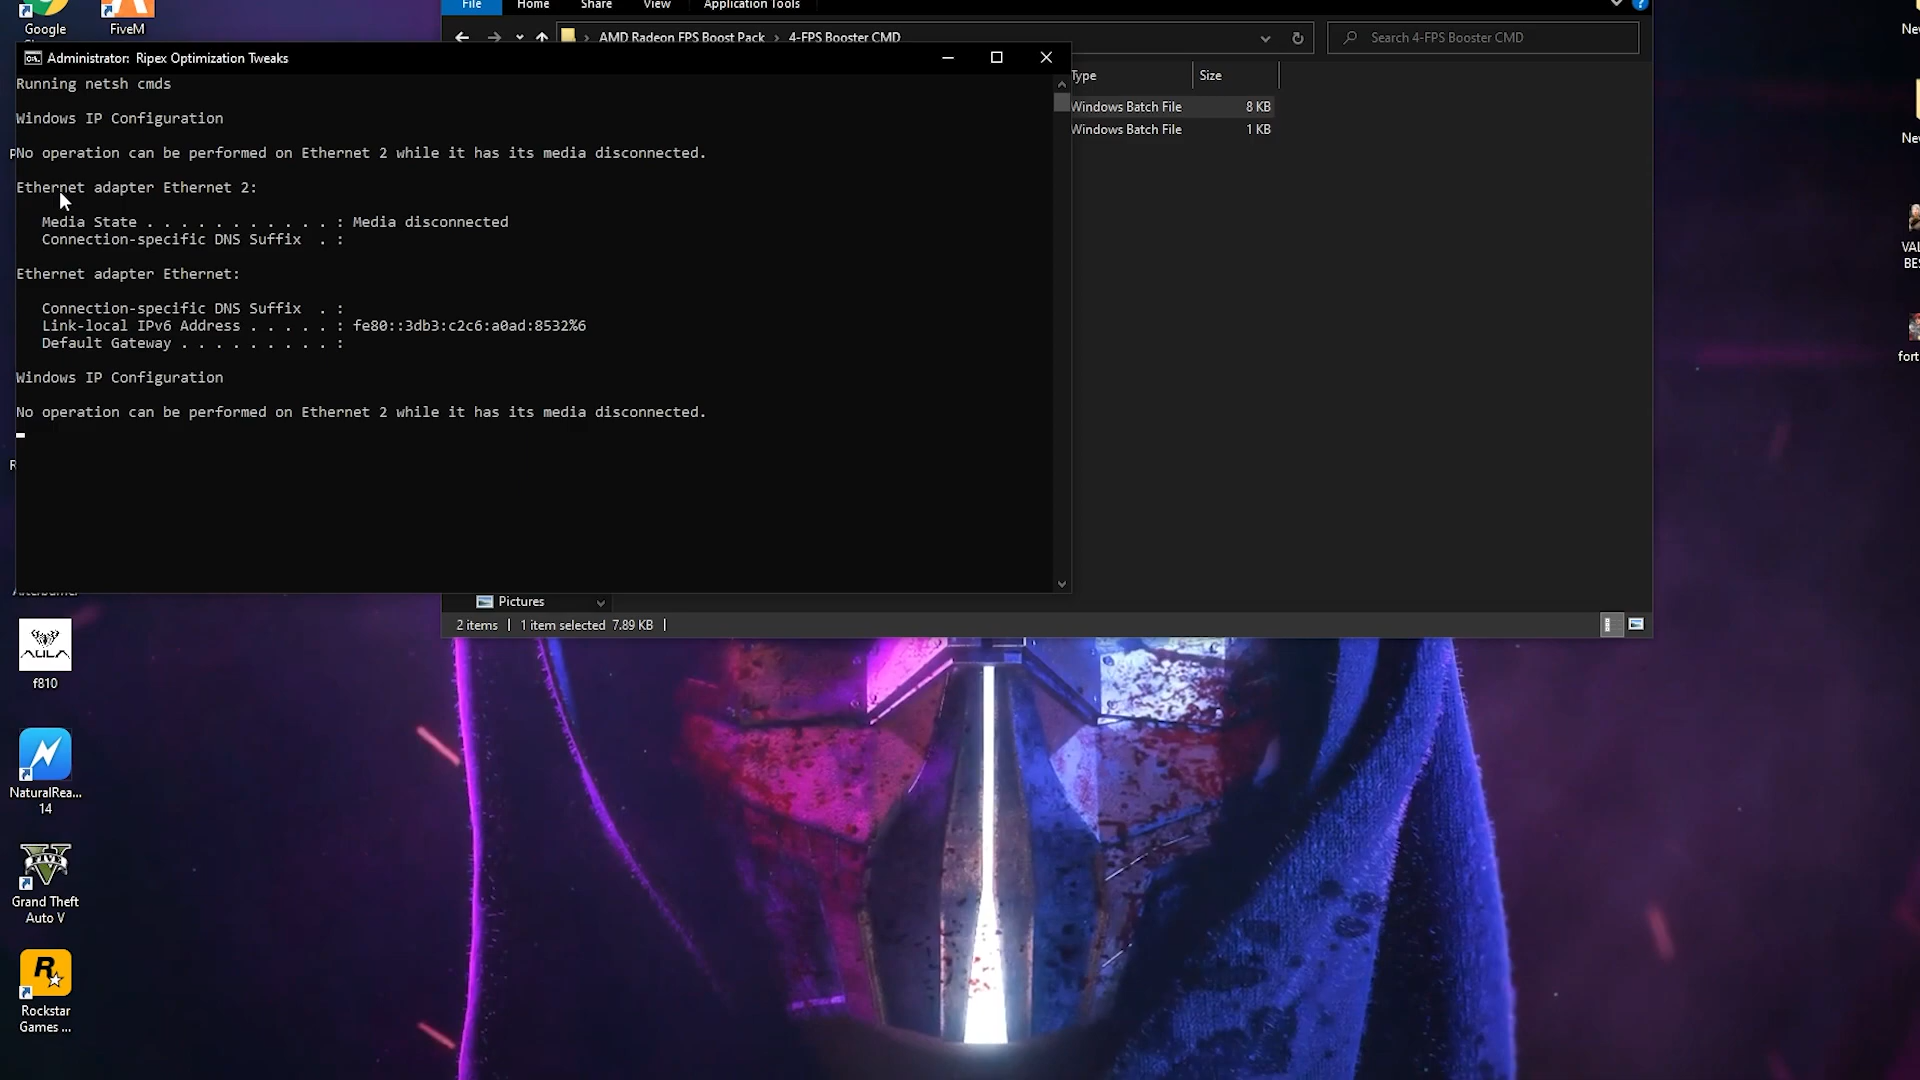 Google
FiveM
File
Home
Share
View
Application Tools
AMD Radeon FPS Boost Pack > 4-FPS Booster CMD
Search 4-FPS Booster CMD
Type
Size
Windows Batch File
8 KB
Windows Batch File
1 KB
Administrator: Ripex Optimization Tweaks
Running netsh cmds
Windows IP Configuration
No operation can be performed on Ethernet 2 while it has its media disconnected.
Ethernet adapter Ethernet 2:
Media State . . . . . . . . . . . : Media disconnected
Connection-specific DNS Suffix . :
Ethernet adapter Ethernet:
Connection-specific DNS Suffix . :
Link-local IPv6 Address . . . . . : fe80::3db3:c2c6:a0ad:8532%6
Default Gateway . . . . . . . . . :
Windows IP Configuration
No operation can be performed on Ethernet 2 while it has its media disconnected.
Pictures
2 items
1 item selected 7.89 KB
AULA
f810
NaturalRea...
14
FIVE
Grand Theft
Auto V
R
Rockstar
Games ...
New
New
VAL
BES
fort